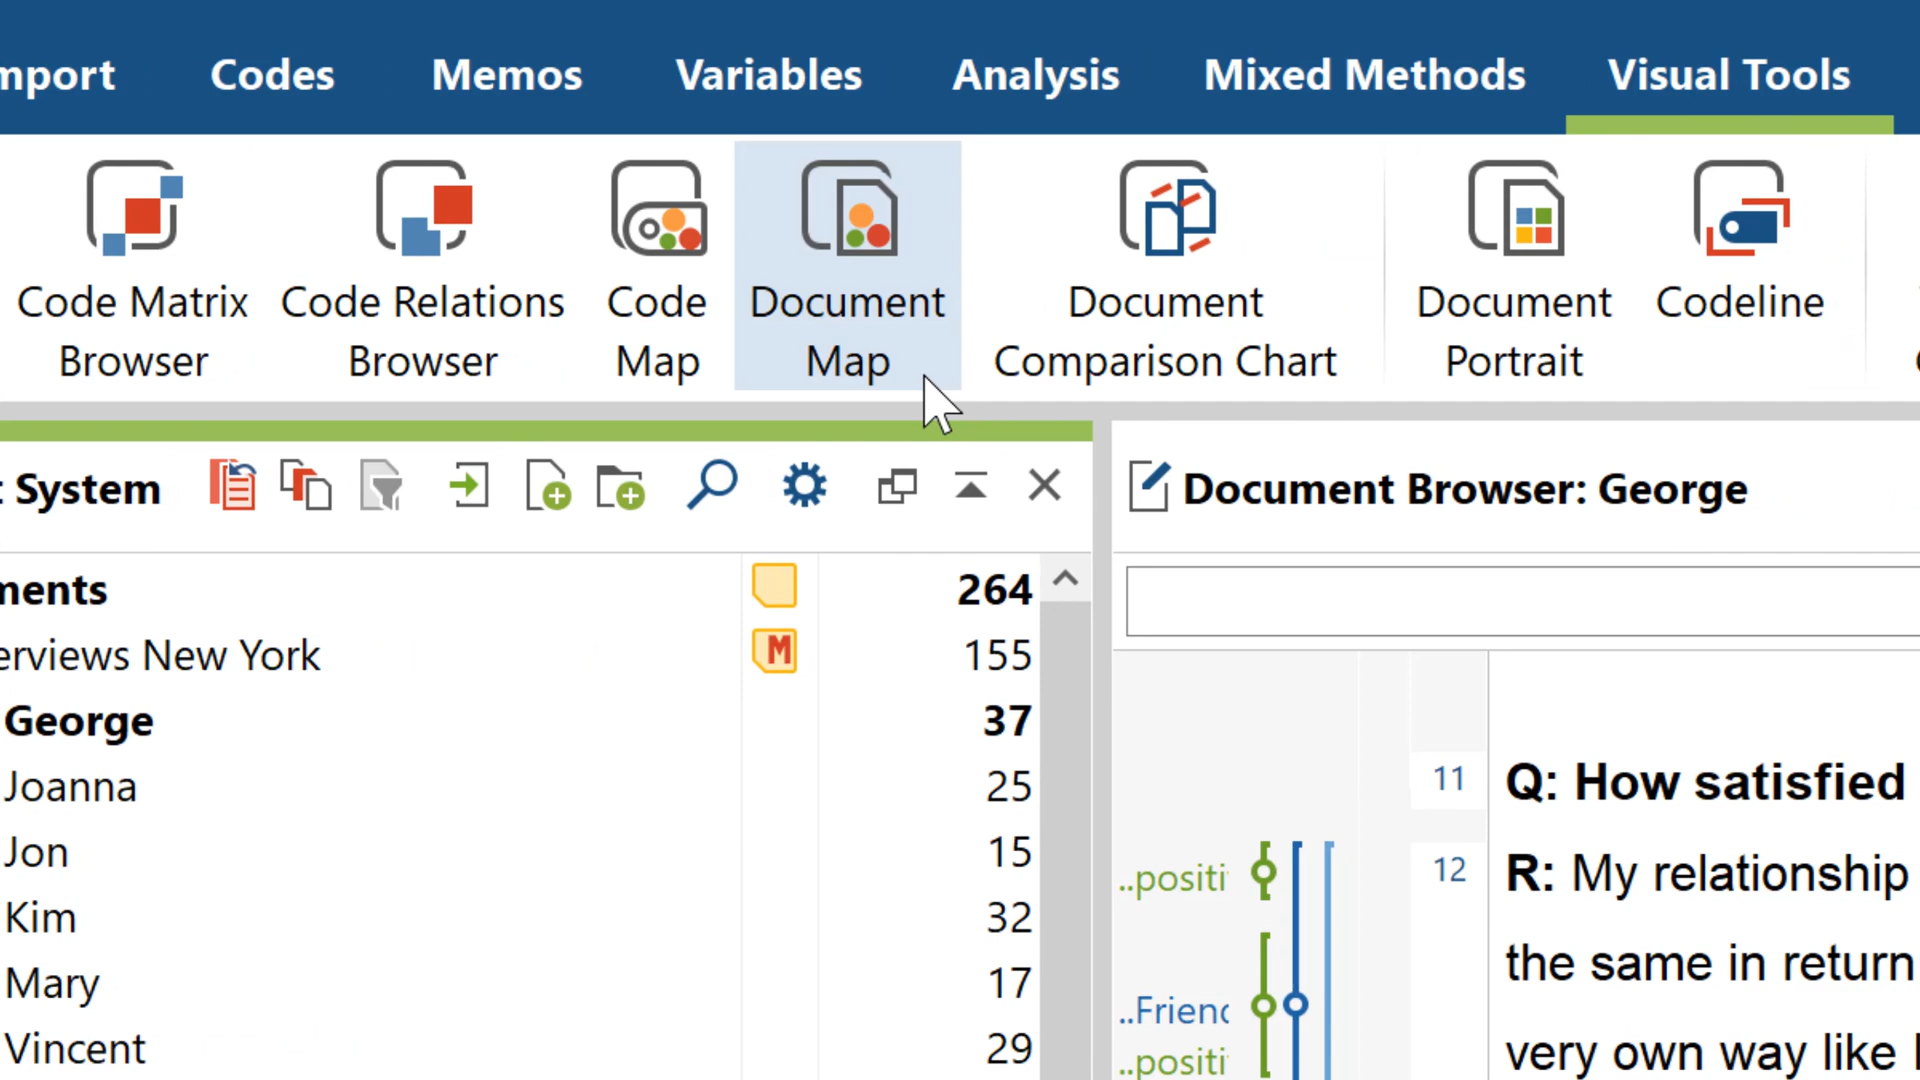 mport Codes Memos Variables Analysis Mixed Methods Visual Tools
Code Matrix Browser
Code Relations Browser
Code Map
Document Map
Document Comparison Chart
Document Portrait
Codeline
: System
Document Browser: George
ments 264
erviews New York M 155
George 37
Joanna 25
Jon 15
Kim 32
Mary 17
Vincent 29
11 Q: How satisfied
..positi 12 R: My relationship
the same in return
..Frienc
..positi very own way like